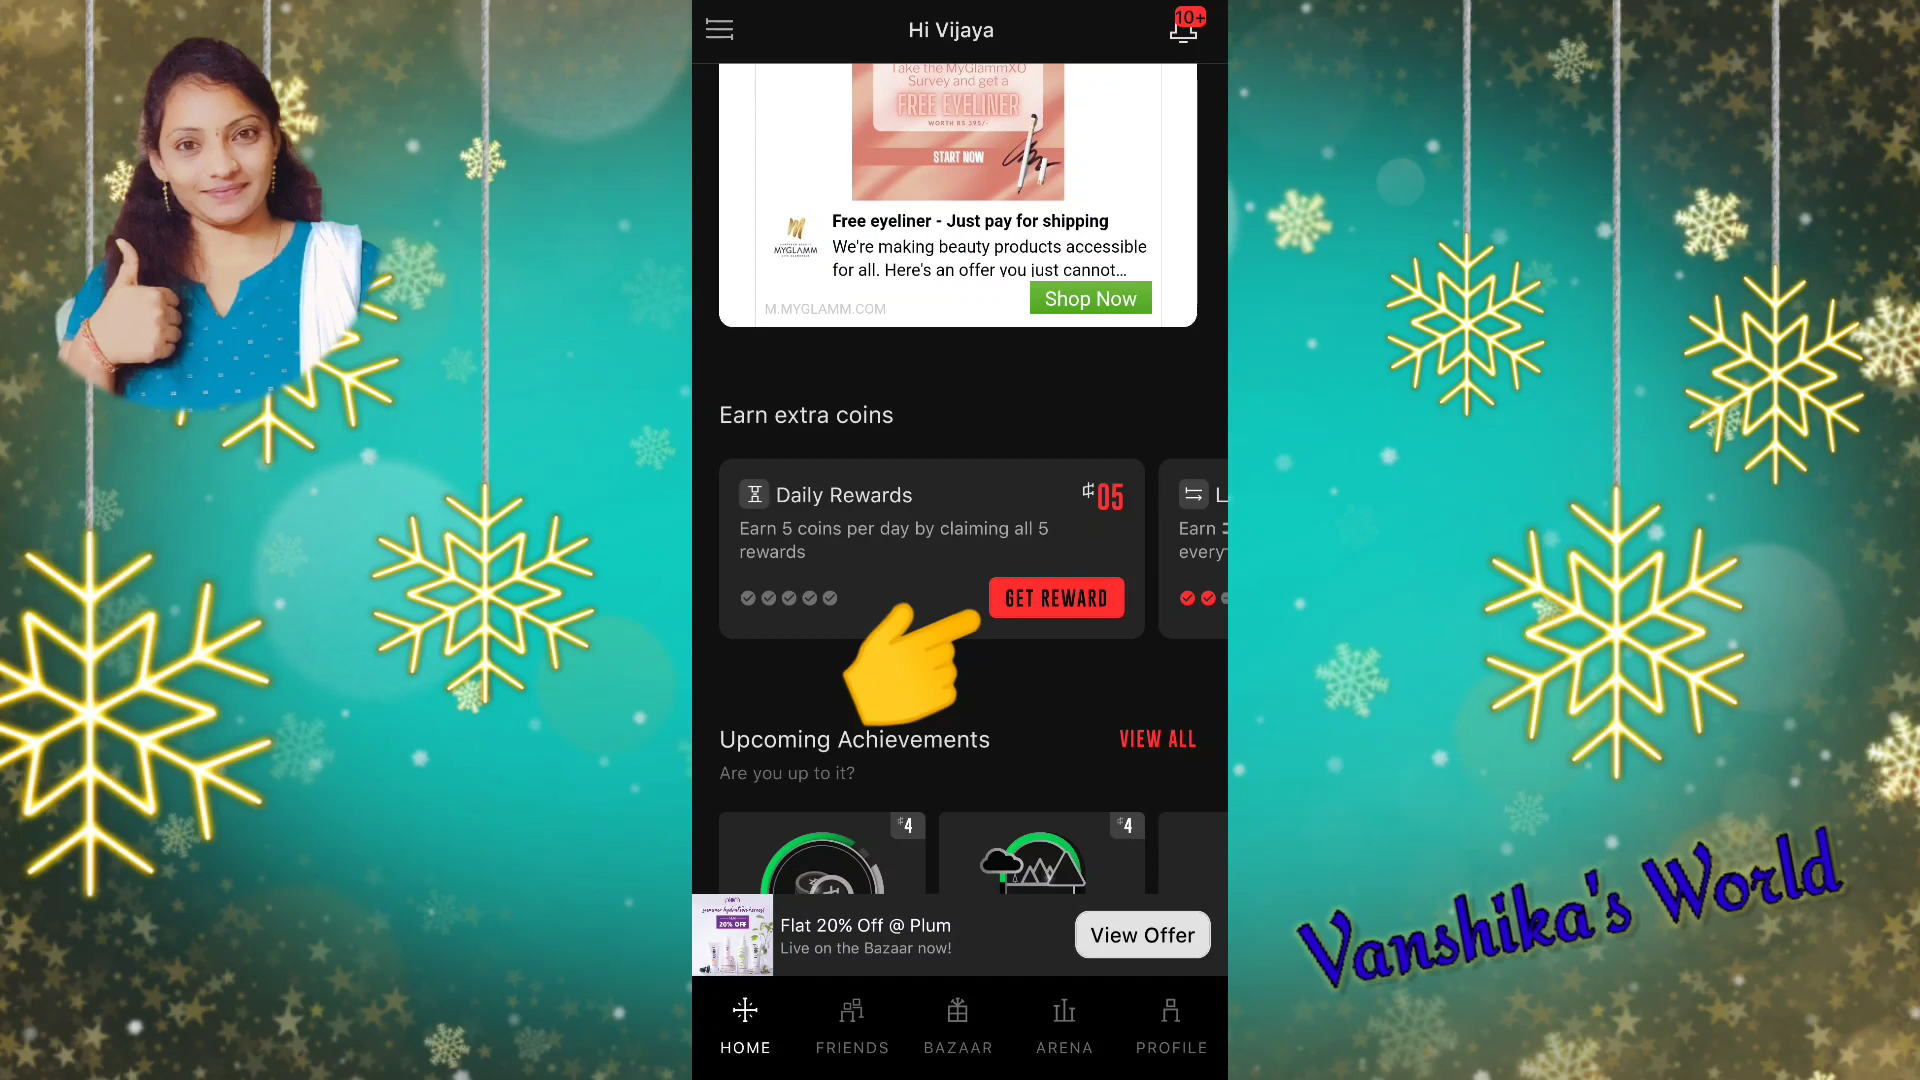 Hi Vijaya
10+
Take the MyGlammXO
Survey and get a
FREE EYELINER
WORTH RS 395/-
START NOW
Free eyeliner - Just pay for shipping
MYGLAMM
We're making beauty products accessible
for all. Here's an offer you just cannot...
Shop Now
M.MYGLAMM.COM
Earn extra coins
Daily Rewards
05
L
Earn 5 coins per day by claiming all 5
rewards
Earn
every
GET REWARD
Upcoming Achievements
VIEW ALL
Are you up to it?
4
4
plum
20% OFF
Flat 20% Off @ Plum
Live on the Bazaar now!
View Offer
HOME
FRIENDS
BAZAAR
ARENA
PROFILE
Vanshika's World